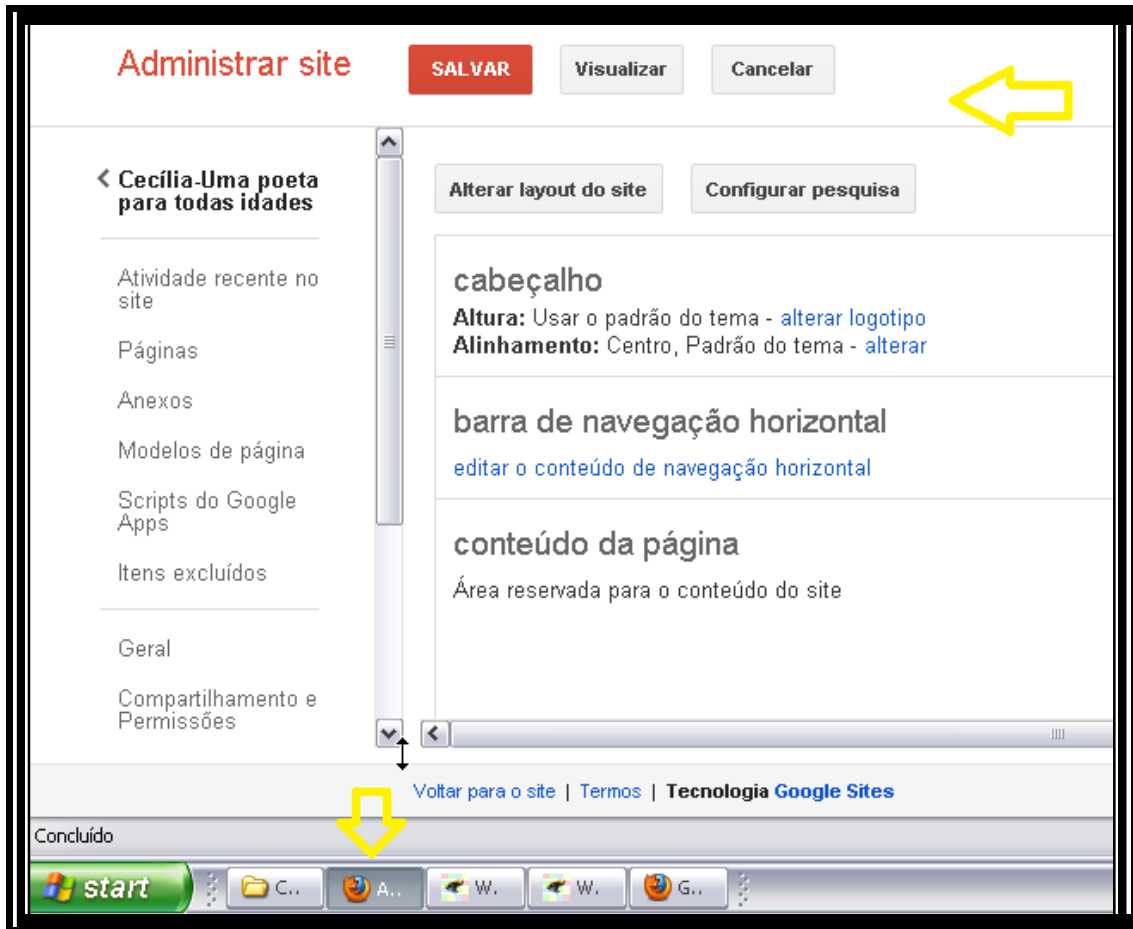 Administrar site
SALVAR
Visualizar
Cancelar
Cecília-Uma poeta
para todas idades
Atividade recente no
site
Páginas
Anexos
Modelos de página
Scripts do Google
Apps
Itens excluídos
Geral
Compartilhamento e
Permissões
Alterar layout do site
Configurar pesquisa
cabeçalho
Altura: Usar o padrão do tema - alterar logotipo
Alinhamento: Centro, Padrão do tema - alterar
barra de navegação horizontal
editar o conteúdo de navegação horizontal
conteúdo da página
Área reservada para o conteúdo do site
Voltar para o site | Termos | Tecnologia Google Sites
Concluído
start
C..
A..
W.
W.
G..